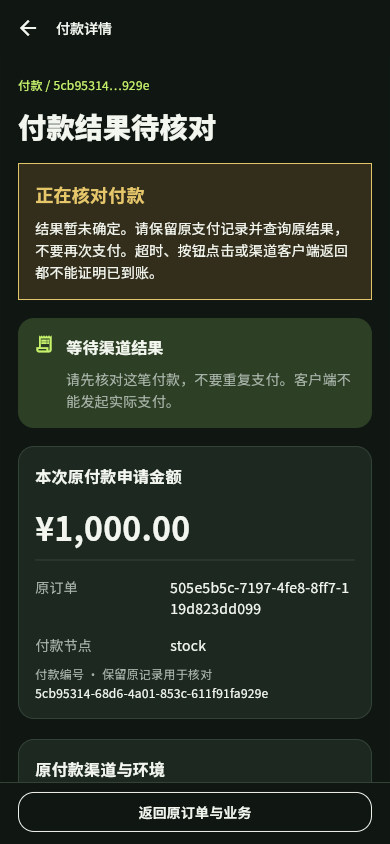 付款详情
付款 / 5cb95314…929e
付款结果待核对
正在核对付款
结果暂未确定。请保留原支付记录并查询原结果，
不要再次支付。超时、按钮点击或渠道客户端返回
都不能证明已到账。
等待渠道结果
请先核对这笔付款，不要重复支付。客户端不
能发起实际支付。
本次原付款申请金额
¥1,000.00
原订单
505e5b5c-7197-4fe8-8ff7-1
19d823dd099
付款节点
stock
付款编号 · 保留原记录用于核对
5cb95314-68d6-4a01-853c-611f91fa929e
原付款渠道与环境
返回原订单与业务